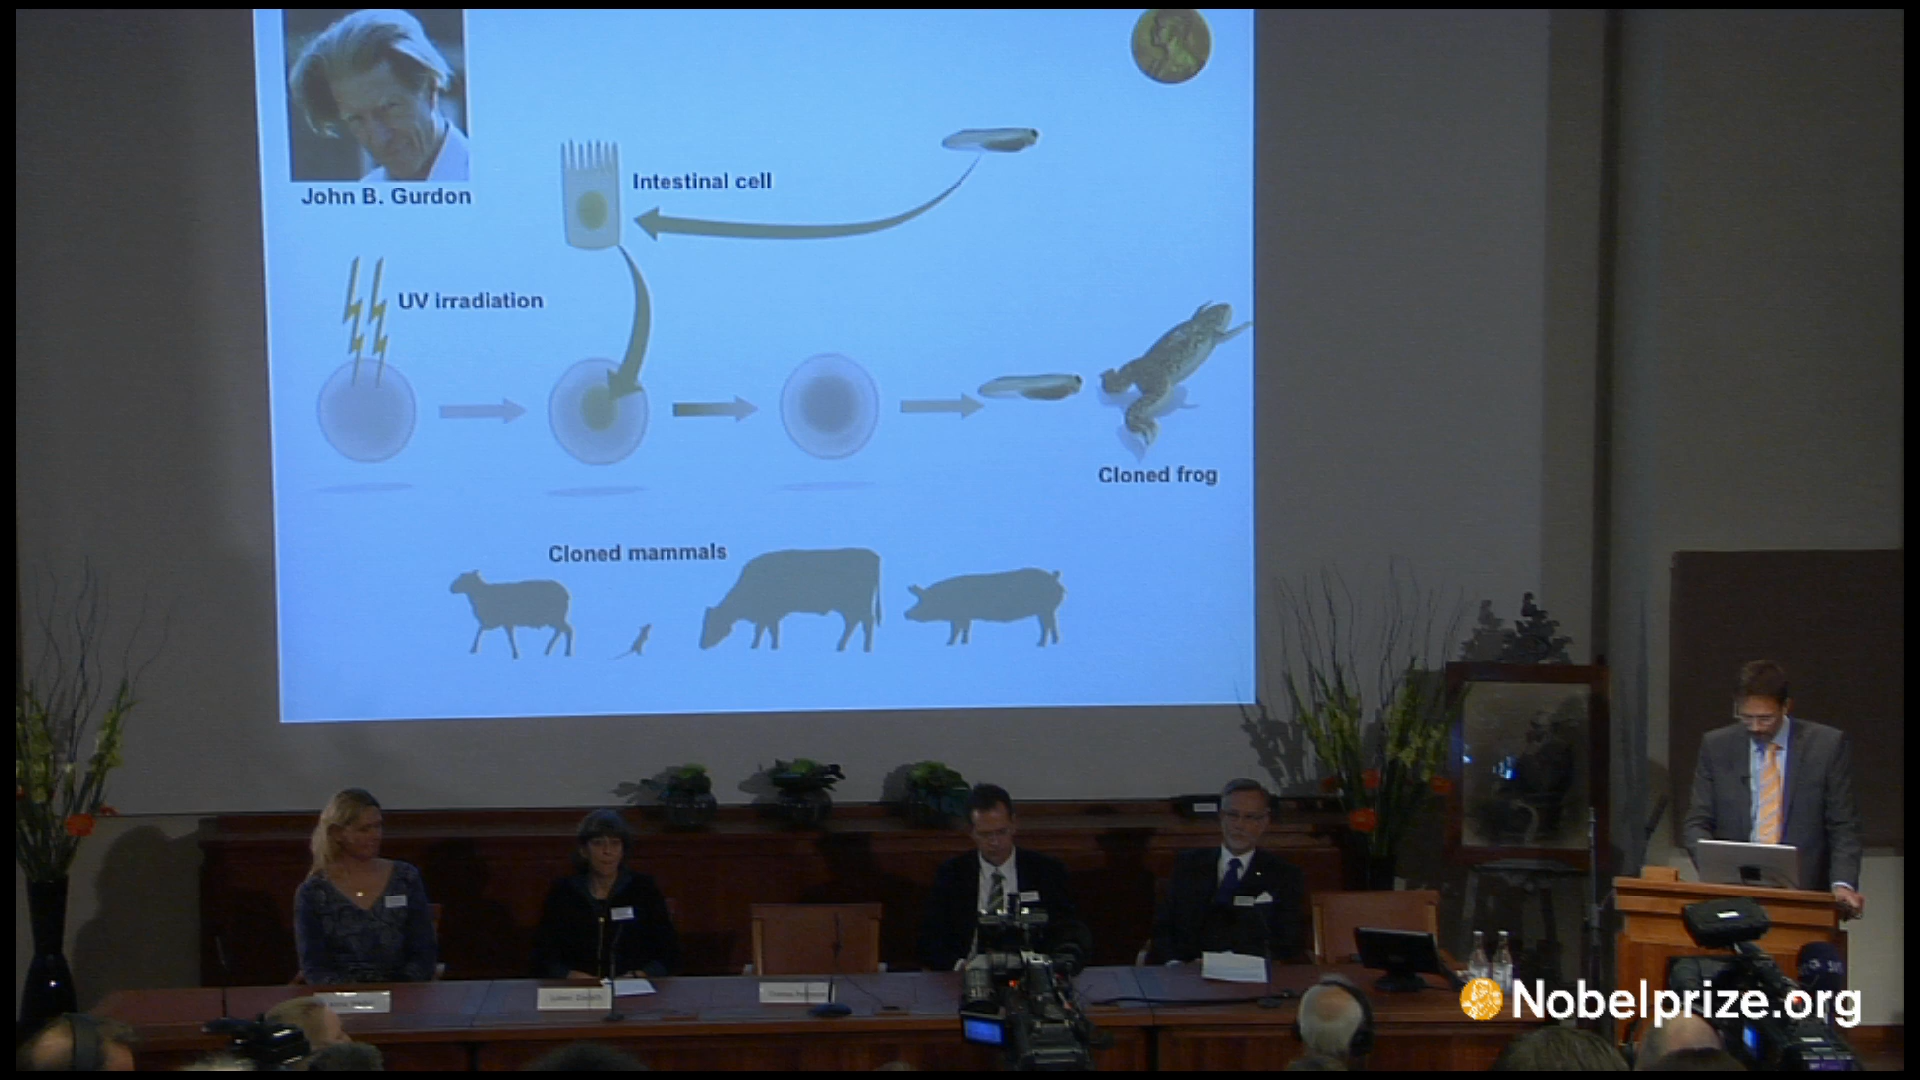 John B. Gurdon
Intestinal cell
UV irradiation
Cloned frog
Cloned mammals
Nobelprize.org